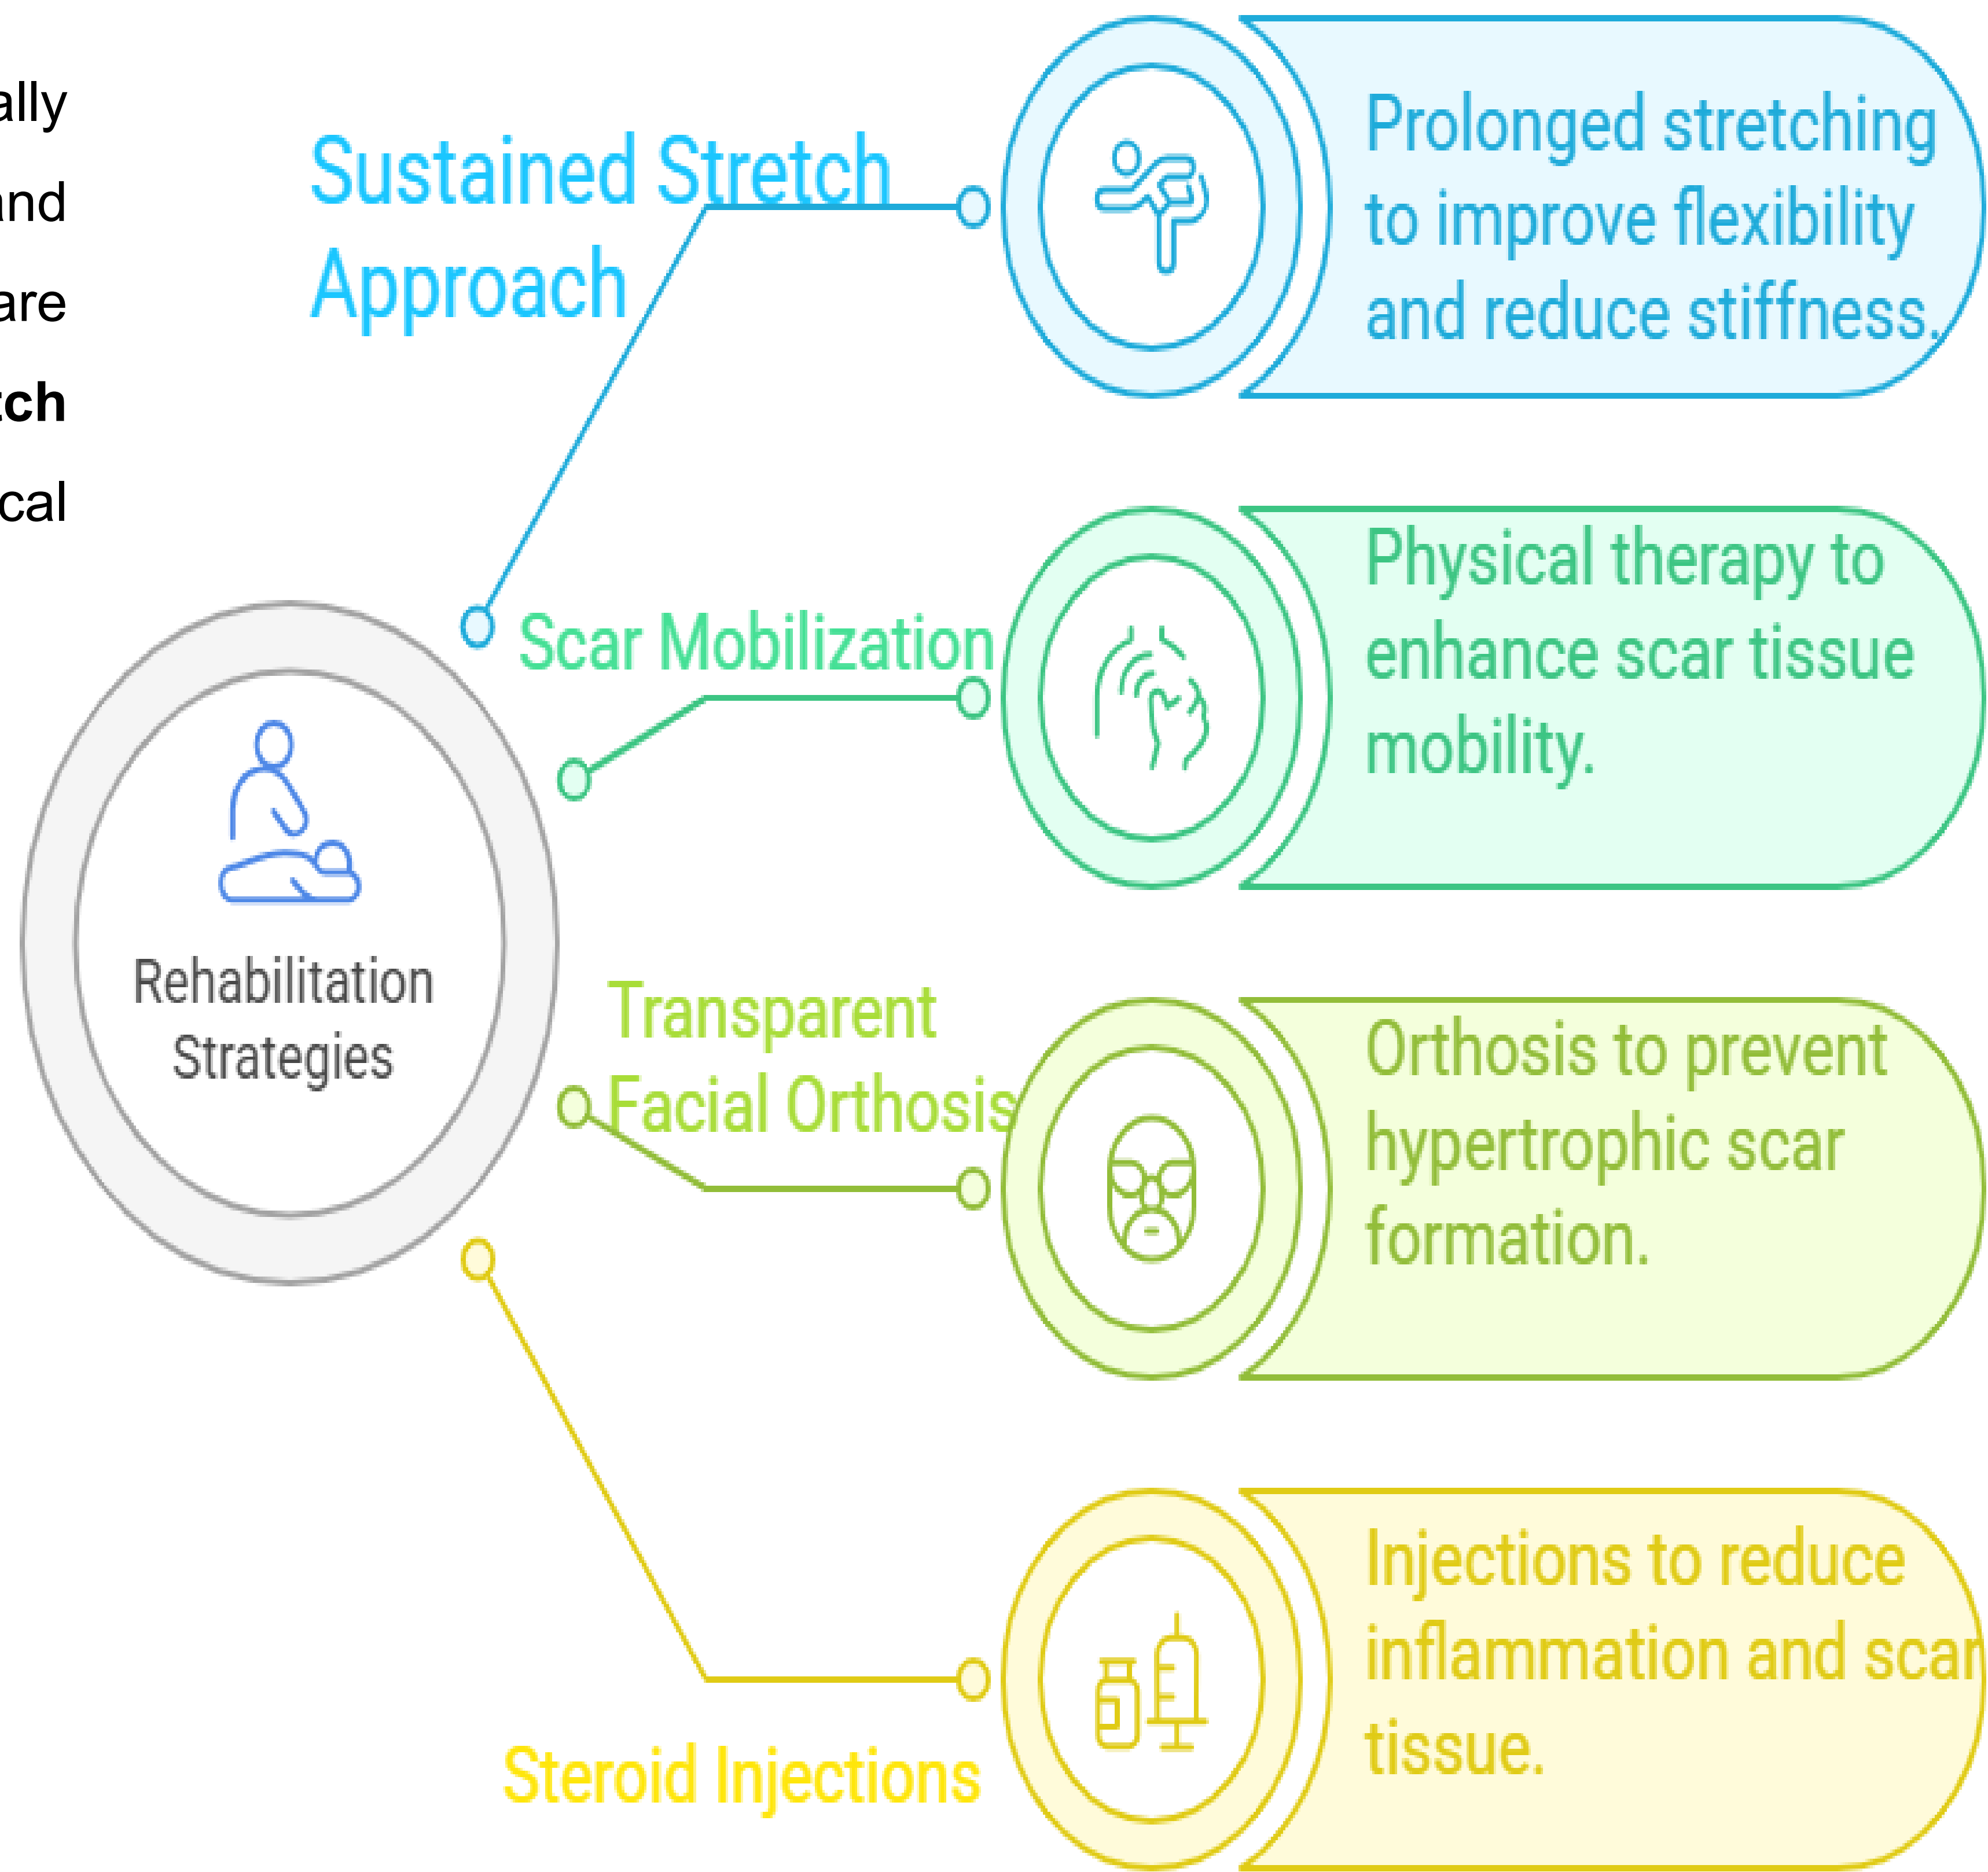 ally
and
are
tch
cal
Sustained Stretch
Approach
Prolonged stretching
to improve flexibility
and reduce stiffness.
Scar Mobilization
Physical therapy to
enhance scar tissue
mobility.
Rehabilitation
Strategies
Transparent
Facial Orthosis
Orthosis to prevent
hypertrophic scar
formation.
Steroid Injections
Injections to reduce
inflammation and scar
tissue.